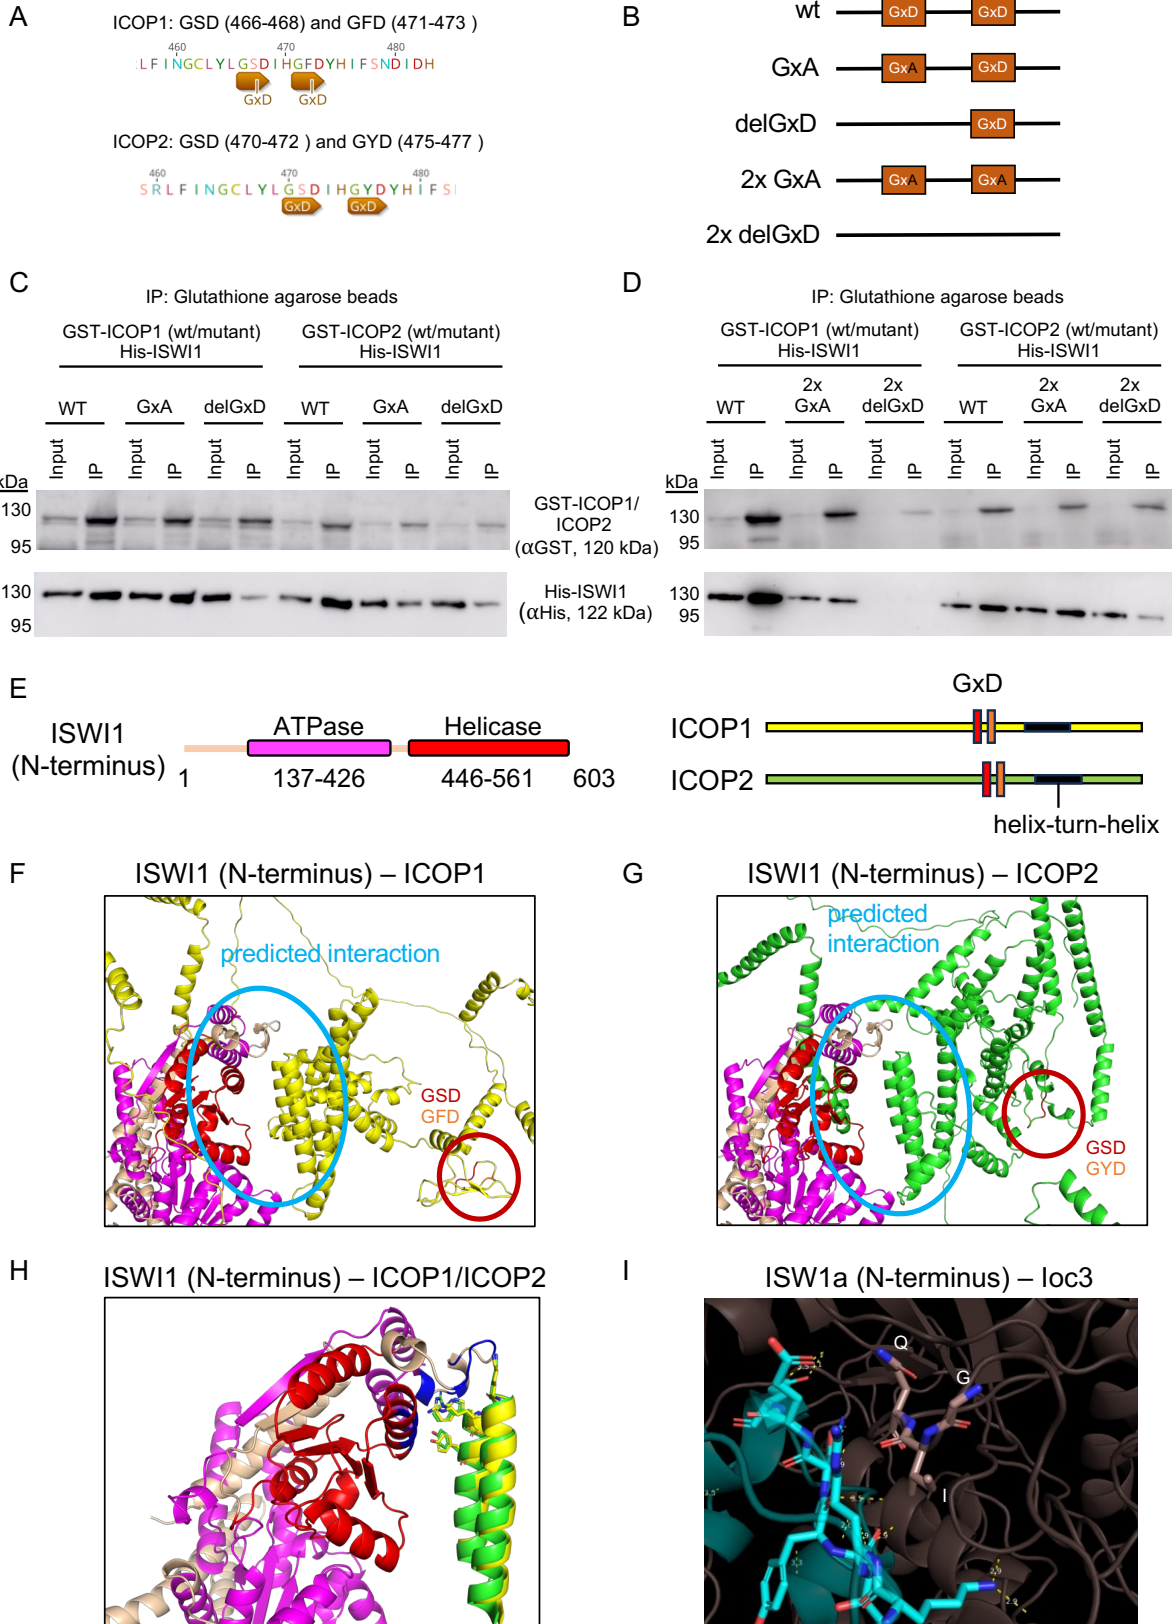 A
ICOP1: GSD (466-468) and GFD (471-473 )
460 470 480
LFINGCLYLGSDIHGFDYHIFSNDIDH
GxD GxD
ICOP2: GSD (470-472 ) and GYD (475-477 )
460 470 480
SRLFINGCLYLGSDIHGYDYHIFS
GxD GxD
B
wt GxD GxD
GxA GxA GxD
delGxD GxD
2x GxA GxA GxA
2x delGxD
C
IP: Glutathione agarose beads
GST-ICOP1 (wt/mutant) GST-ICOP2 (wt/mutant)
His-ISWI1 His-ISWI1
WT GxA delGxD WT GxA delGxD
Input IP Input IP Input IP Input IP Input IP Input IP
kDa
130
95
GST-ICOP1/
ICOP2
(αGST, 120 kDa)
130
95
His-ISWI1
(αHis, 122 kDa)
D
IP: Glutathione agarose beads
GST-ICOP1 (wt/mutant) GST-ICOP2 (wt/mutant)
His-ISWI1 His-ISWI1
WT 2x GxA 2x delGxD WT 2x GxA 2x delGxD
Input IP Input IP Input IP Input IP Input IP Input IP
kDa
130
95
130
95
E
ISWI1
(N-terminus)
ATPase Helicase
1 137-426 446-561 603
GxD
ICOP1
ICOP2
helix-turn-helix
F
ISWI1 (N-terminus) – ICOP1
predicted interaction
GSD
GFD
G
ISWI1 (N-terminus) – ICOP2
predicted
interaction
GSD
GYD
H
ISWI1 (N-terminus) – ICOP1/ICOP2
I
ISW1a (N-terminus) – Ioc3
Q
G
I